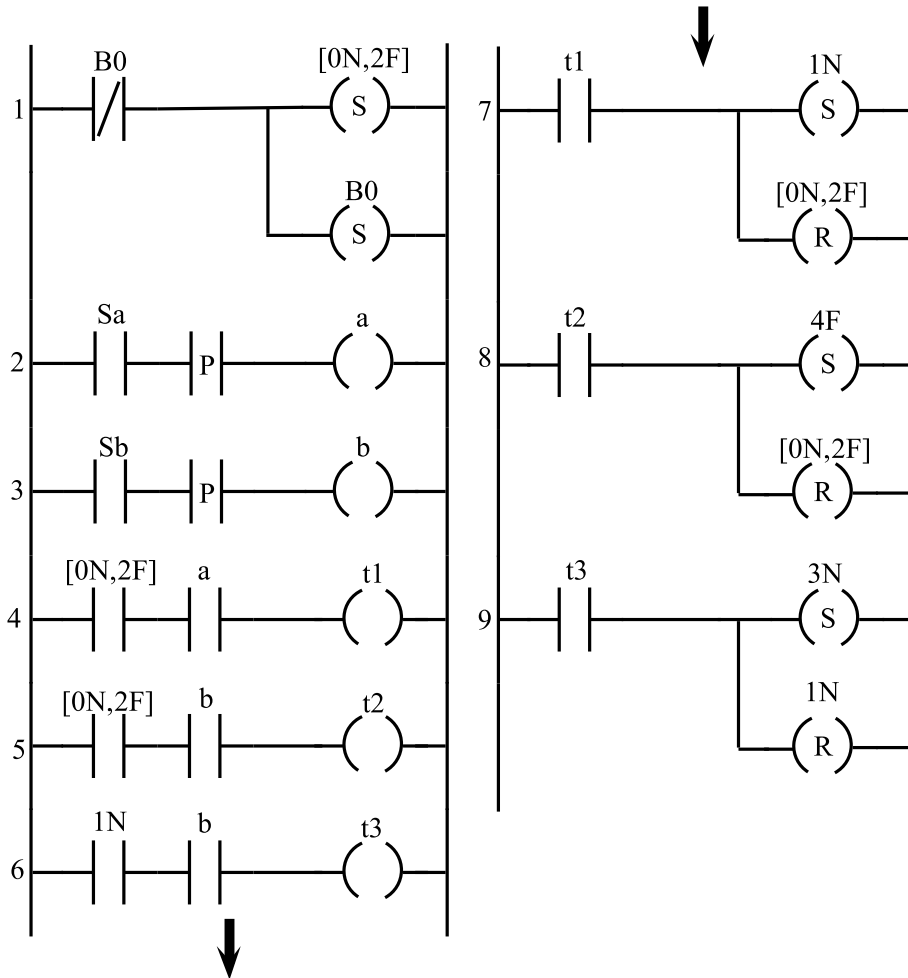 B0 [0N,2F]
1 S
B0
S
Sa a
2 P
Sb b
3 P
[0N,2F] a t1
4
[0N,2F] b t2
5
1N b t3
6
t1 1N
7 S
[0N,2F]
R
t2 4F
8 S
[0N,2F]
R
t3 3N
9 S
1N
R